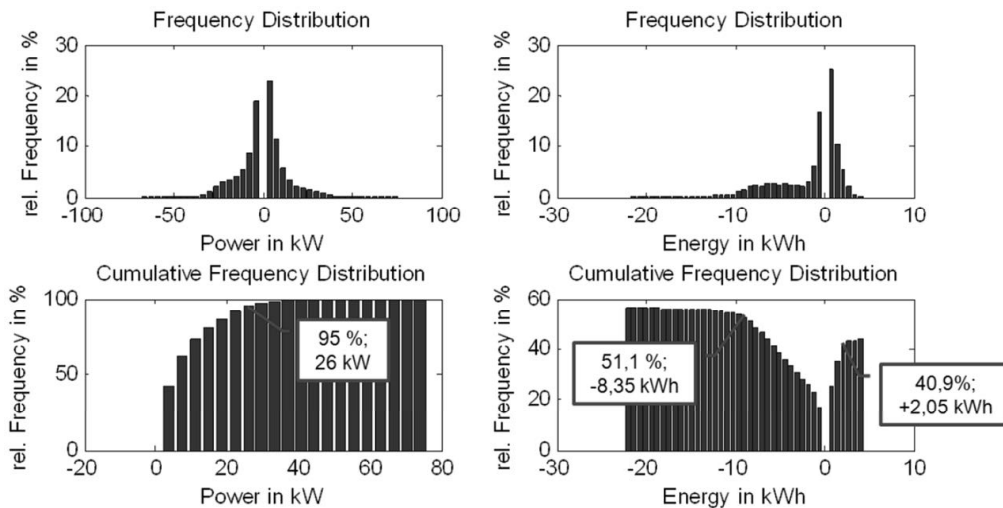 Frequency Distribution
rel. Frequency in %
30
20
10
0
-100
-50
0
50
100
Power in kW
Frequency Distribution
rel. Frequency in %
30
20
10
0
-30
-20
-10
0
10
Energy in kWh
Cumulative Frequency Distribution
rel. Frequency in %
100
50
0
-20
0
20
40
60
80
Power in kW
95 %;
26 kW
Cumulative Frequency Distribution
rel. Frequency in %
60
40
20
0
-30
-20
-10
0
10
Energy in kWh
51,1 %;
-8,35 kWh
40,9%;
+2,05 kWh